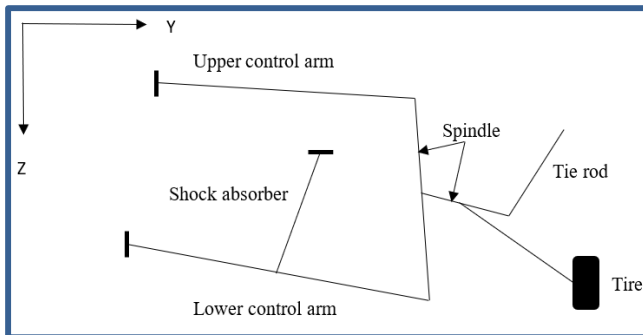 Y
Upper control arm
Spindle
Z
Tie rod
Shock absorber
Tire
Lower control arm